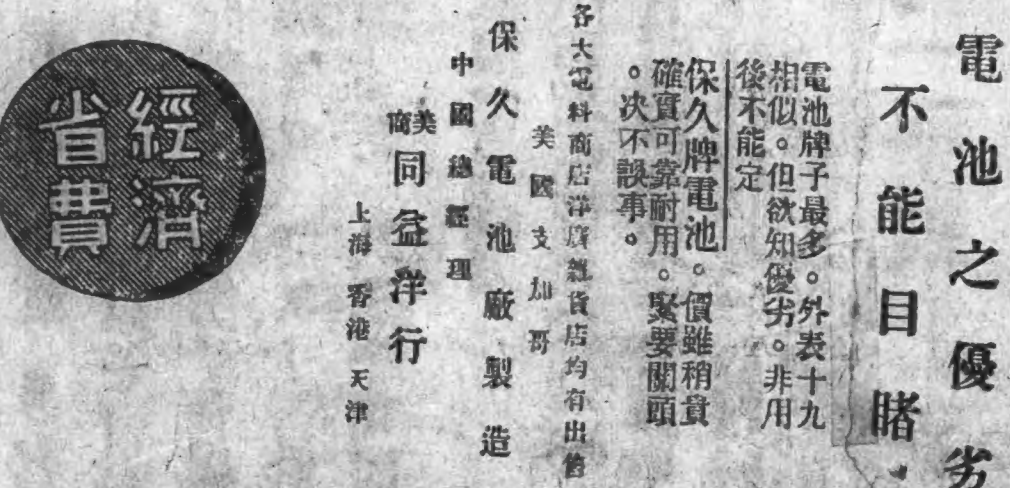 電池之優劣
不能目睹
電池牌子最多。外表十九
相似。但欲知優劣。非用
後不能定
保久牌電池。價雖稍貴
確實可靠耐用。緊要關頭
。决不誤事。
各大電料商店洋廣雜貨店均有出售
美國支加哥
保久電池廠製造
中國總經理
美商同益洋行
上海 香港 天津
經濟
省費